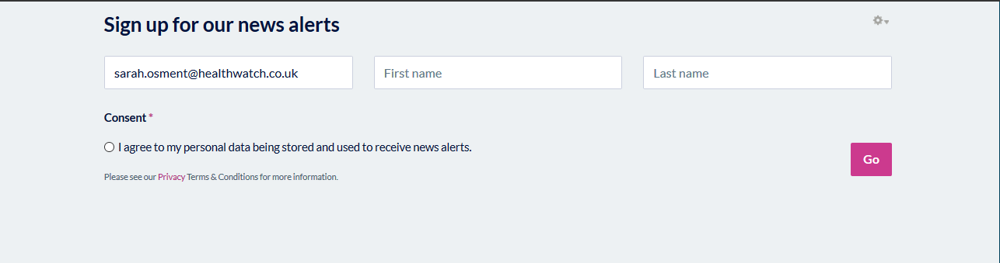 Sign up for our news alerts
sarah.osment@healthwatch.co.uk
First name
Last name
Consent *
I agree to my personal data being stored and used to receive news alerts.
Go
Please see our Privacy Terms & Conditions for more information.